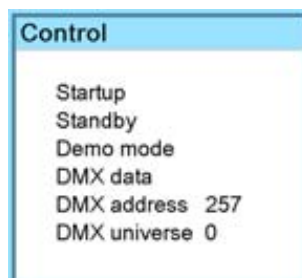 Control
Startup
Standby
Demo mode
DMX data
DMX address 257
DMX universe 0